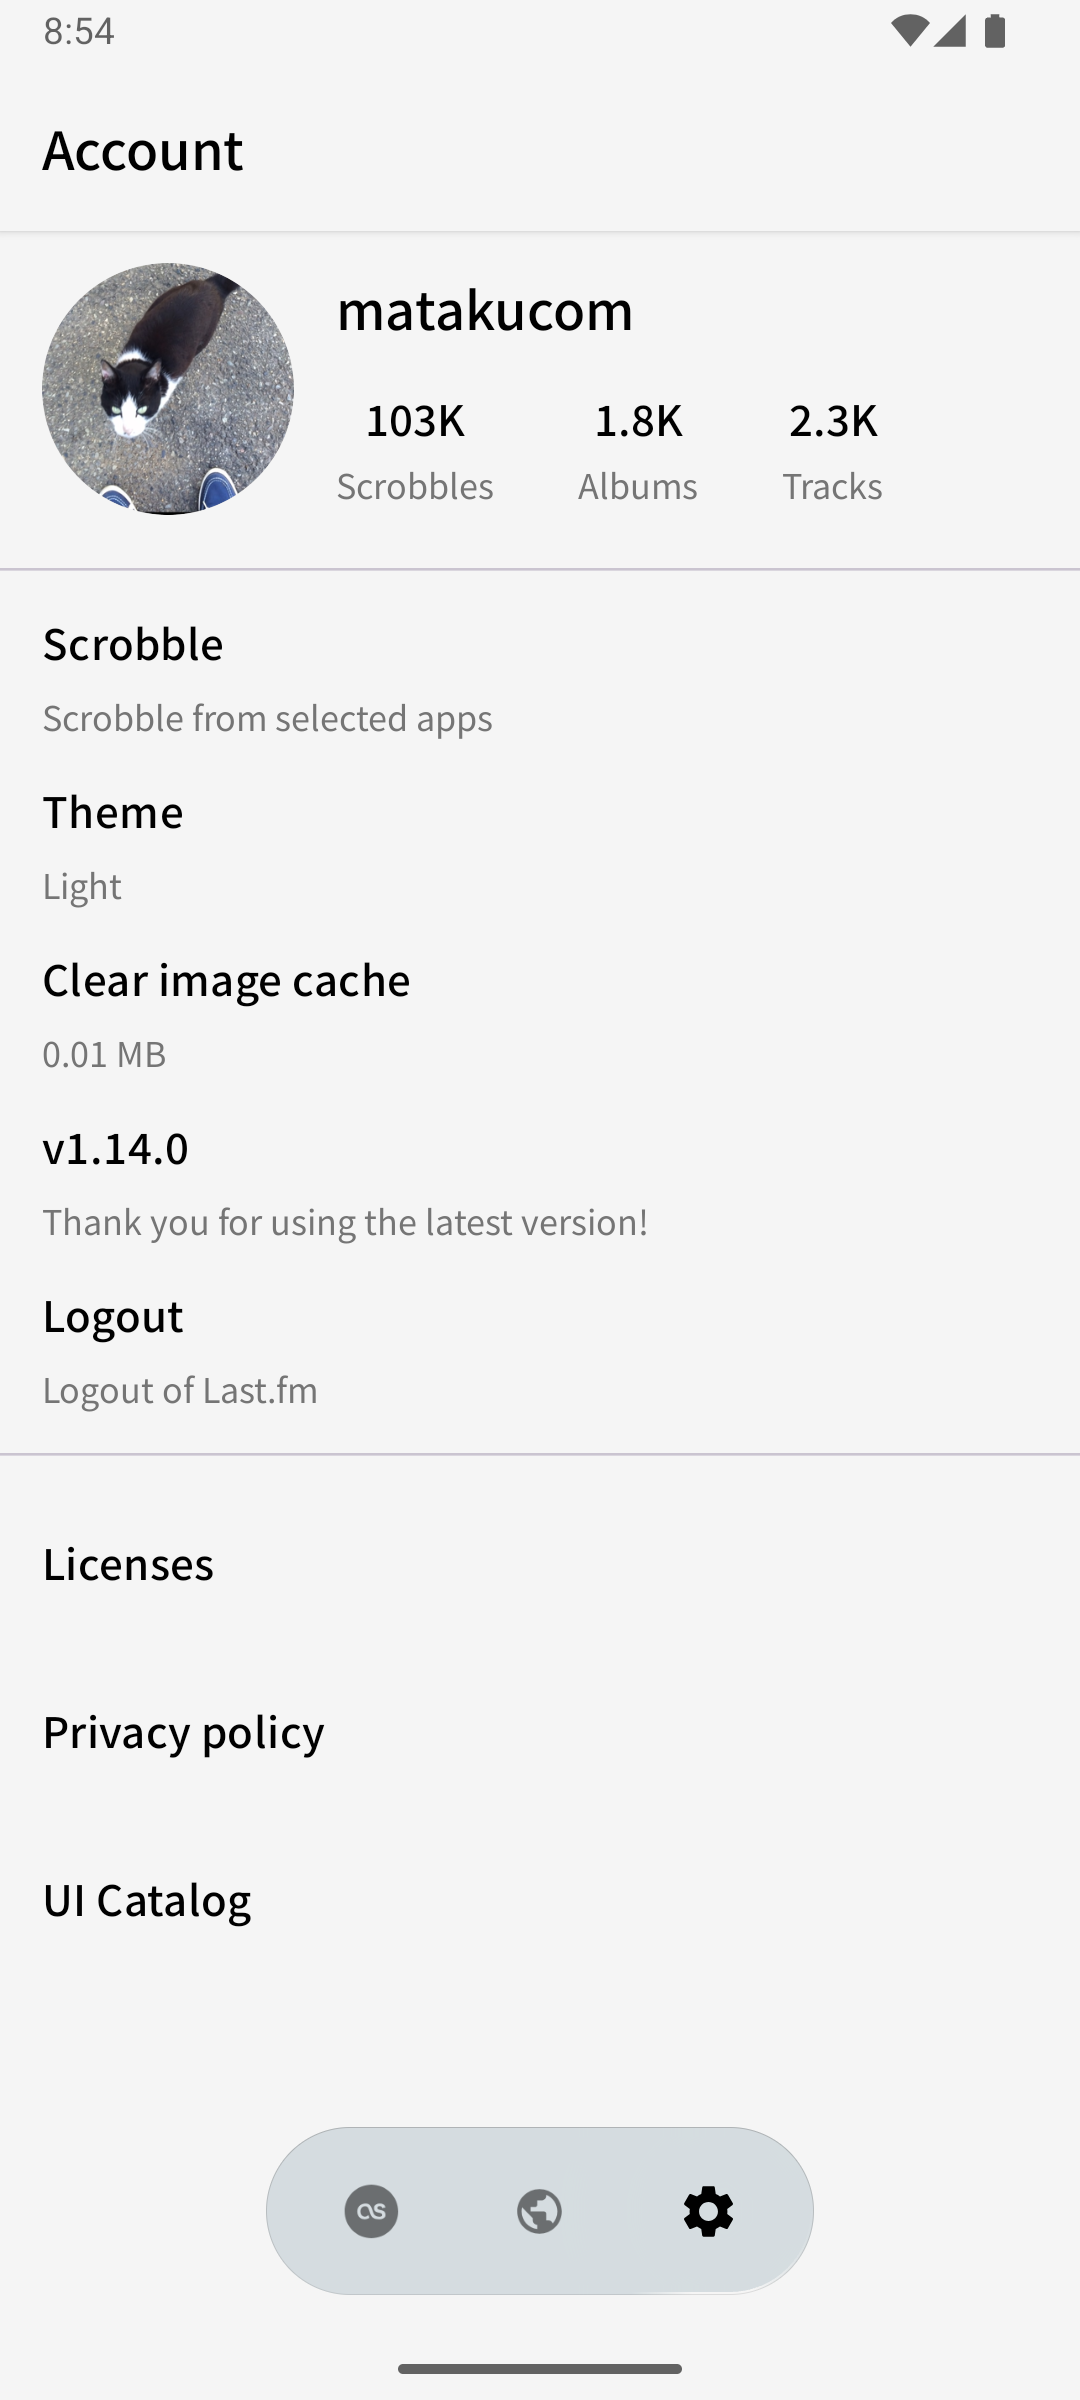 8:54
Account
matakucom
103K 1.8K 2.3K
Scrobbles Albums Tracks
Scrobble
Scrobble from selected apps
Theme
Light
Clear image cache
0.01 MB
v1.14.0
Thank you for using the latest version!
Logout
Logout of Last.fm
Licenses
Privacy policy
UI Catalog
as